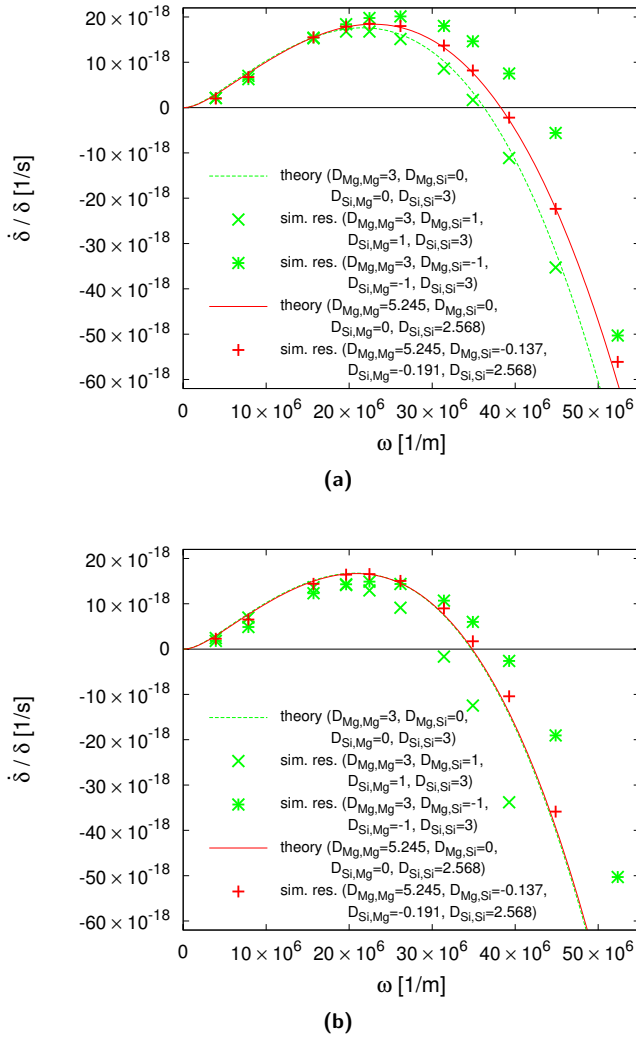 20 × 10⁻¹⁸
10 × 10⁻¹⁸
0
-10 × 10⁻¹⁸
-20 × 10⁻¹⁸
-30 × 10⁻¹⁸
-40 × 10⁻¹⁸
-50 × 10⁻¹⁸
-60 × 10⁻¹⁸
δ̇ / δ [1/s]
theory (D_Mg,Mg=3, D_Mg,Si=0,
D_Si,Mg=0, D_Si,Si=3)
sim. res. (D_Mg,Mg=3, D_Mg,Si=1,
D_Si,Mg=1, D_Si,Si=3)
sim. res. (D_Mg,Mg=3, D_Mg,Si=-1,
D_Si,Mg=-1, D_Si,Si=3)
theory (D_Mg,Mg=5.245, D_Mg,Si=0,
D_Si,Mg=0, D_Si,Si=2.568)
sim. res. (D_Mg,Mg=5.245, D_Mg,Si=-0.137,
D_Si,Mg=-0.191, D_Si,Si=2.568)
0 10 × 10⁶ 20 × 10⁶ 30 × 10⁶ 40 × 10⁶ 50 × 10⁶
ω [1/m]
(a)
20 × 10⁻¹⁸
10 × 10⁻¹⁸
0
-10 × 10⁻¹⁸
-20 × 10⁻¹⁸
-30 × 10⁻¹⁸
-40 × 10⁻¹⁸
-50 × 10⁻¹⁸
-60 × 10⁻¹⁸
δ̇ / δ [1/s]
theory (D_Mg,Mg=3, D_Mg,Si=0,
D_Si,Mg=0, D_Si,Si=3)
sim. res. (D_Mg,Mg=3, D_Mg,Si=1,
D_Si,Mg=1, D_Si,Si=3)
sim. res. (D_Mg,Mg=3, D_Mg,Si=-1,
D_Si,Mg=-1, D_Si,Si=3)
theory (D_Mg,Mg=5.245, D_Mg,Si=0,
D_Si,Mg=0, D_Si,Si=2.568)
sim. res. (D_Mg,Mg=5.245, D_Mg,Si=-0.137,
D_Si,Mg=-0.191, D_Si,Si=2.568)
0 10 × 10⁶ 20 × 10⁶ 30 × 10⁶ 40 × 10⁶ 50 × 10⁶
ω [1/m]
(b)